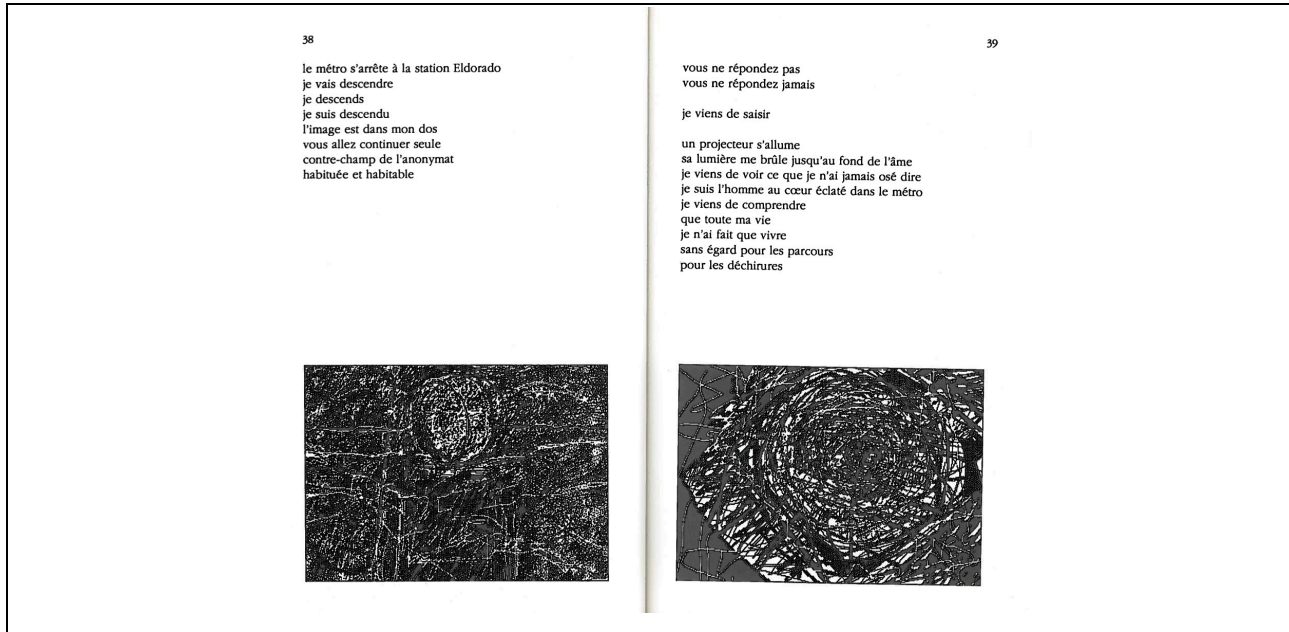 38
le métro s'arrête à la station Eldorado
je vais descendre
je descends
je suis descendu
l'image est dans mon dos
vous allez continuer seule
contre-champ de l'anonymat
habituée et habitable
39
vous ne répondez pas
vous ne répondez jamais
je viens de saisir
un projecteur s'allume
sa lumière me brûle jusqu'au fond de l'âme
je viens de voir ce que je n'ai jamais osé dire
je suis l'homme au cœur éclaté dans le métro
je viens de comprendre
que toute ma vie
je n'ai fait que vivre
sans égard pour les parcours
pour les déchirures